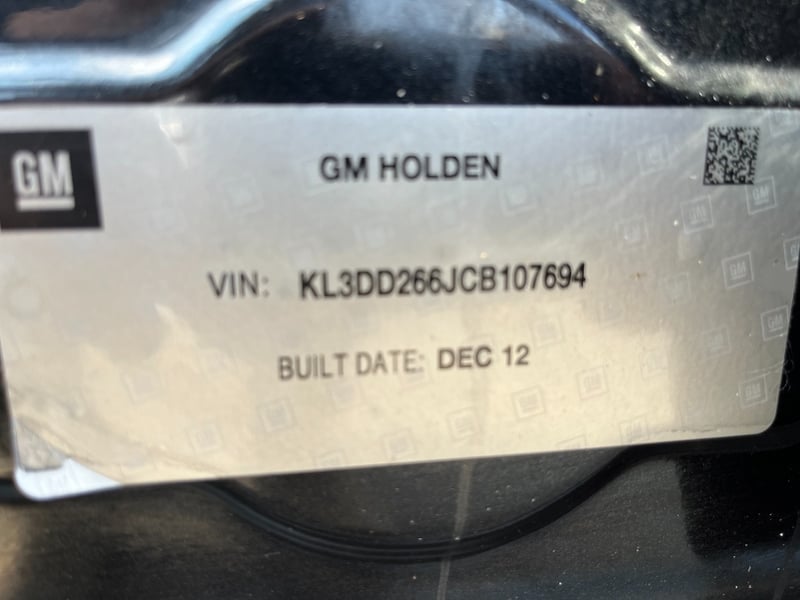 GM
GM HOLDEN
VIN: KL3DD266JCB107694
BUILT DATE: DEC 12